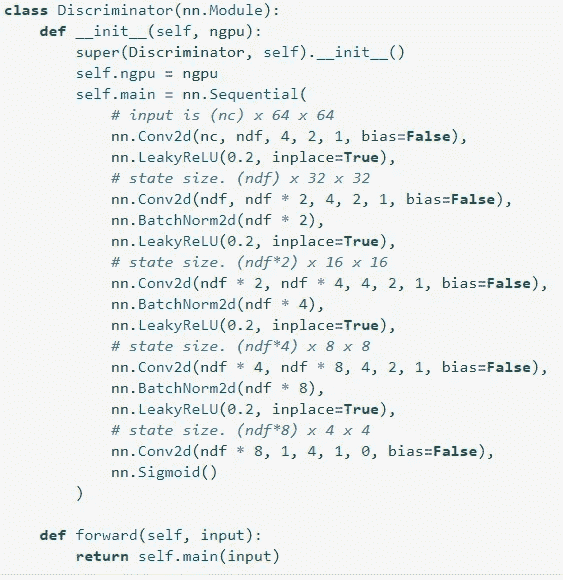 class Discriminator(nn.Module):
    def __init__(self, ngpu):
        super(Discriminator, self).__init__()
        self.ngpu = ngpu
        self.main = nn.Sequential(
            # input is (nc) x 64 x 64
            nn.Conv2d(nc, ndf, 4, 2, 1, bias=False),
            nn.LeakyReLU(0.2, inplace=True),
            # state size. (ndf) x 32 x 32
            nn.Conv2d(ndf, ndf * 2, 4, 2, 1, bias=False),
            nn.BatchNorm2d(ndf * 2),
            nn.LeakyReLU(0.2, inplace=True),
            # state size. (ndf*2) x 16 x 16
            nn.Conv2d(ndf * 2, ndf * 4, 4, 2, 1, bias=False),
            nn.BatchNorm2d(ndf * 4),
            nn.LeakyReLU(0.2, inplace=True),
            # state size. (ndf*4) x 8 x 8
            nn.Conv2d(ndf * 4, ndf * 8, 4, 2, 1, bias=False),
            nn.BatchNorm2d(ndf * 8),
            nn.LeakyReLU(0.2, inplace=True),
            # state size. (ndf*8) x 4 x 4
            nn.Conv2d(ndf * 8, 1, 4, 1, 0, bias=False),
            nn.Sigmoid()
        )

    def forward(self, input):
        return self.main(input)